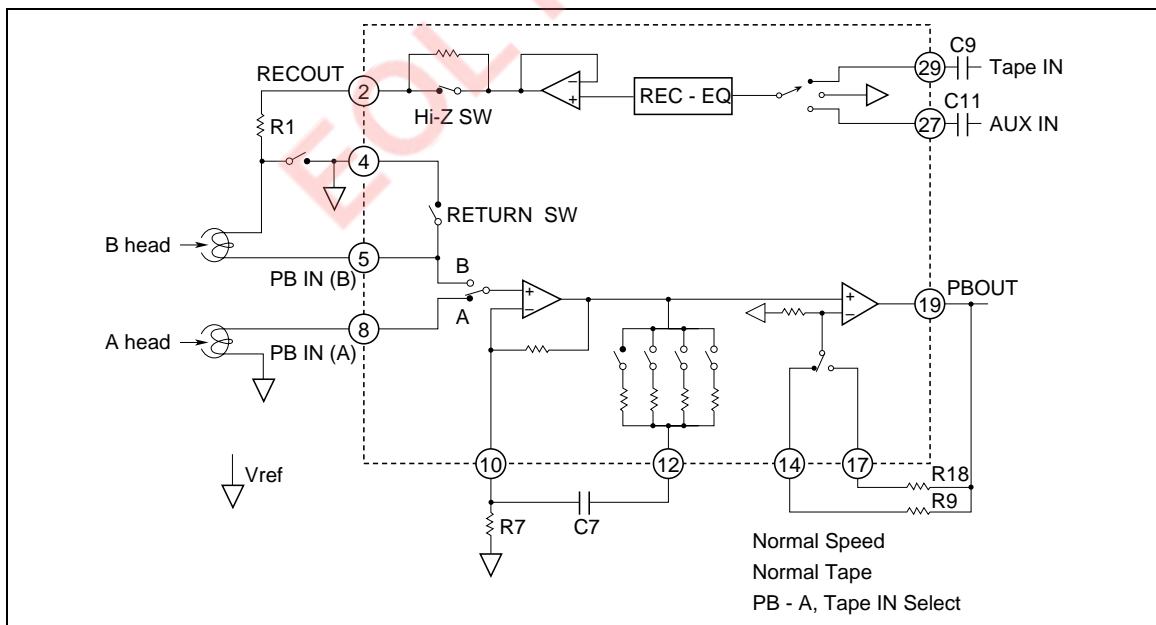 EOL
RECOUT
2
Hi-Z SW
REC - EQ
29
C9
Tape IN
C11
27
AUX IN
R1
4
RETURN SW
B head
5
PB IN (B)
B
A
19
PBOUT
A head
8
PB IN (A)
10
12
14
17
R18
R9
Vref
R7
C7
Normal Speed
Normal Tape
PB - A, Tape IN Select